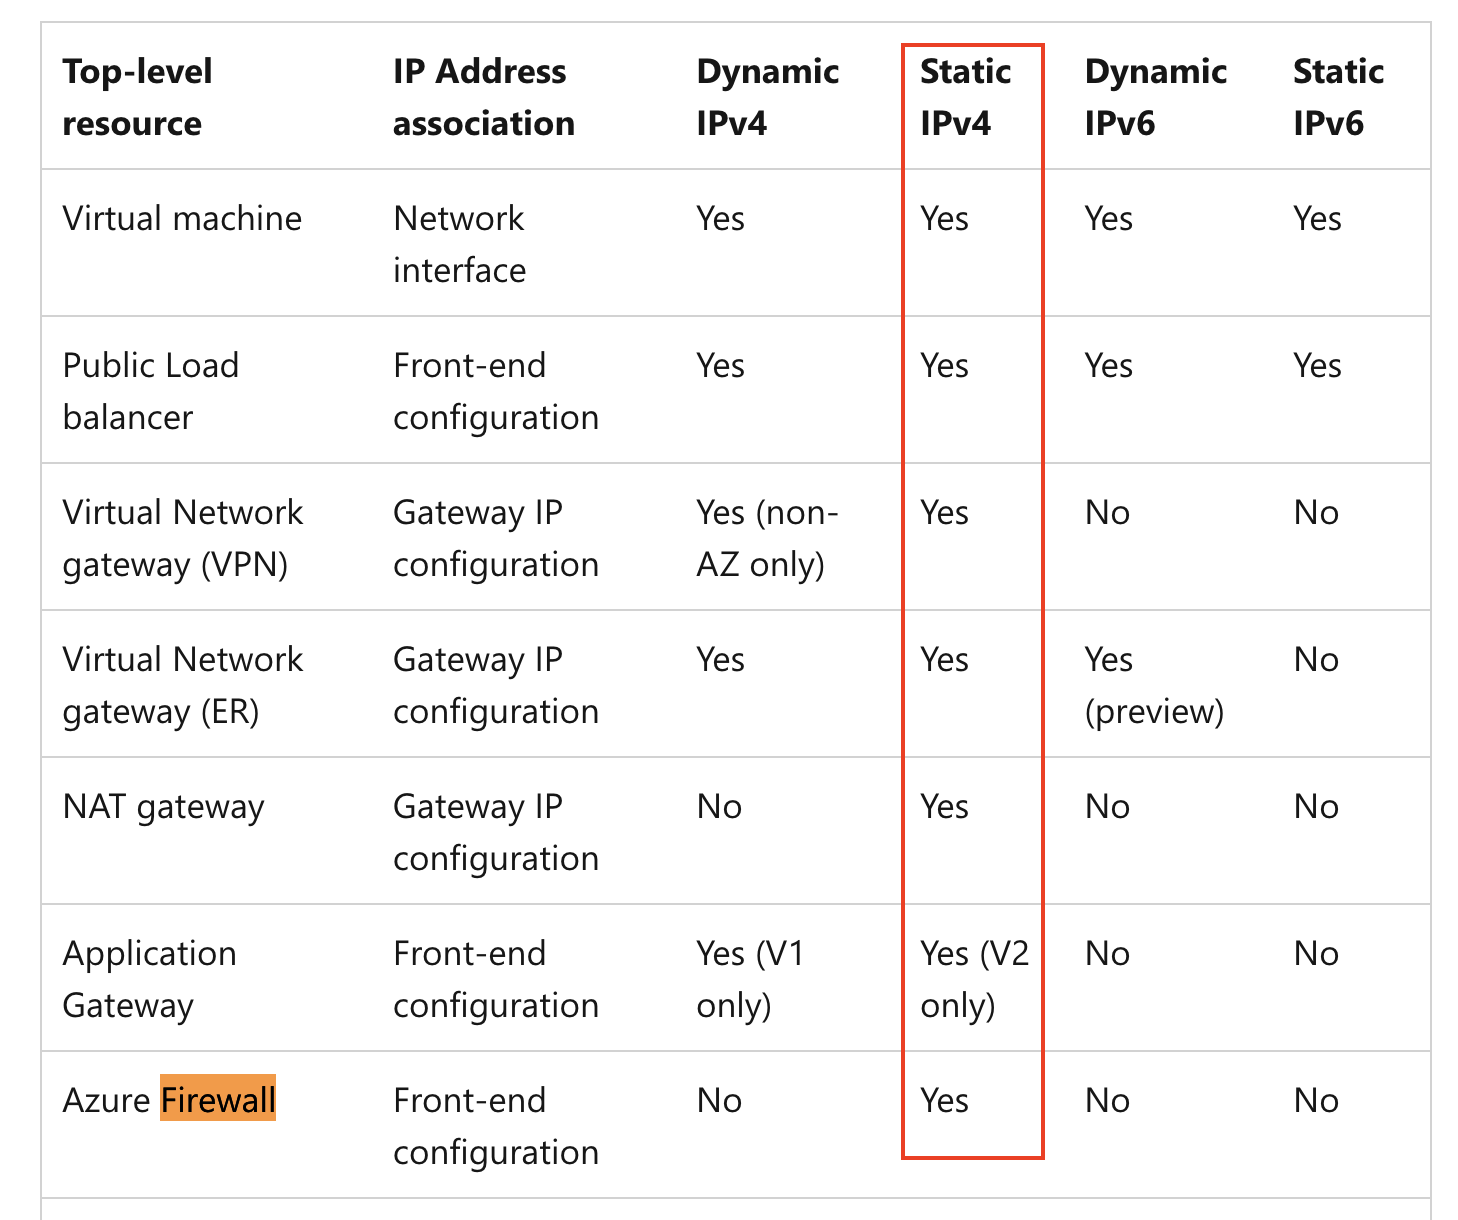 Top-level resource | IP Address association | Dynamic IPv4 | Static IPv4 | Dynamic IPv6 | Static IPv6
Virtual machine | Network interface | Yes | Yes | Yes | Yes
Public Load balancer | Front-end configuration | Yes | Yes | Yes | Yes
Virtual Network gateway (VPN) | Gateway IP configuration | Yes (non-AZ only) | Yes | No | No
Virtual Network gateway (ER) | Gateway IP configuration | Yes | Yes | Yes (preview) | No
NAT gateway | Gateway IP configuration | No | Yes | No | No
Application Gateway | Front-end configuration | Yes (V1 only) | Yes (V2 only) | No | No
Azure Firewall | Front-end configuration | No | Yes | No | No